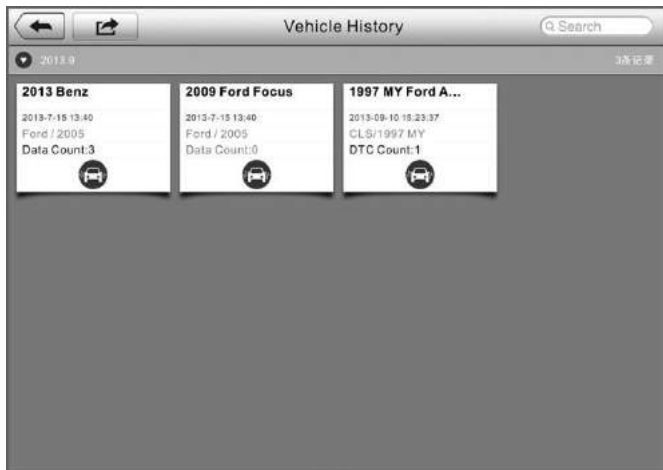 Vehicle History
Search
2013.9
3条记录
2013 Benz
2013-7-15 13:40
Ford / 2005
Data Count:3
2009 Ford Focus
2013-7-15 13:40
Ford / 2005
Data Count:0
1997 MY Ford A...
2013-09-10 15:23:37
CLS/1997 MY
DTC Count:1